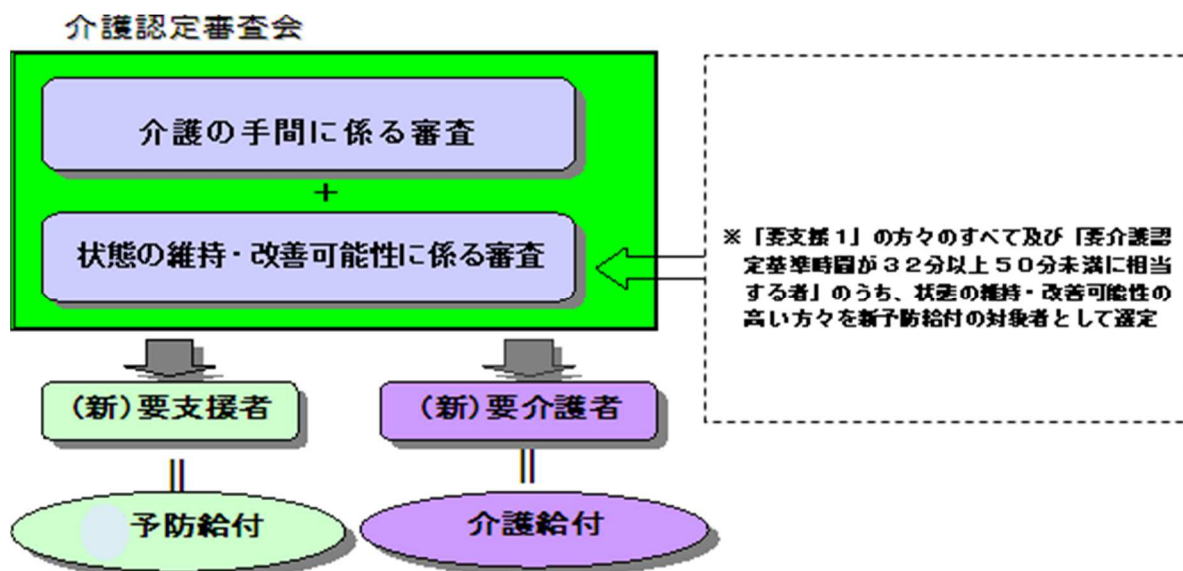 介護認定審査会
介護の手間に係る審査
+
状態の維持・改善可能性に係る審査
※「要支援１」の方々のすべて及び「要介護認
定基準時間が３２分以上５０分未満に相当
する者」のうち、状態の維持・改善可能性の
高い方々を新予防給付の対象者として選定
(新)要支援者
(新)要介護者
||
||
予防給付
介護給付